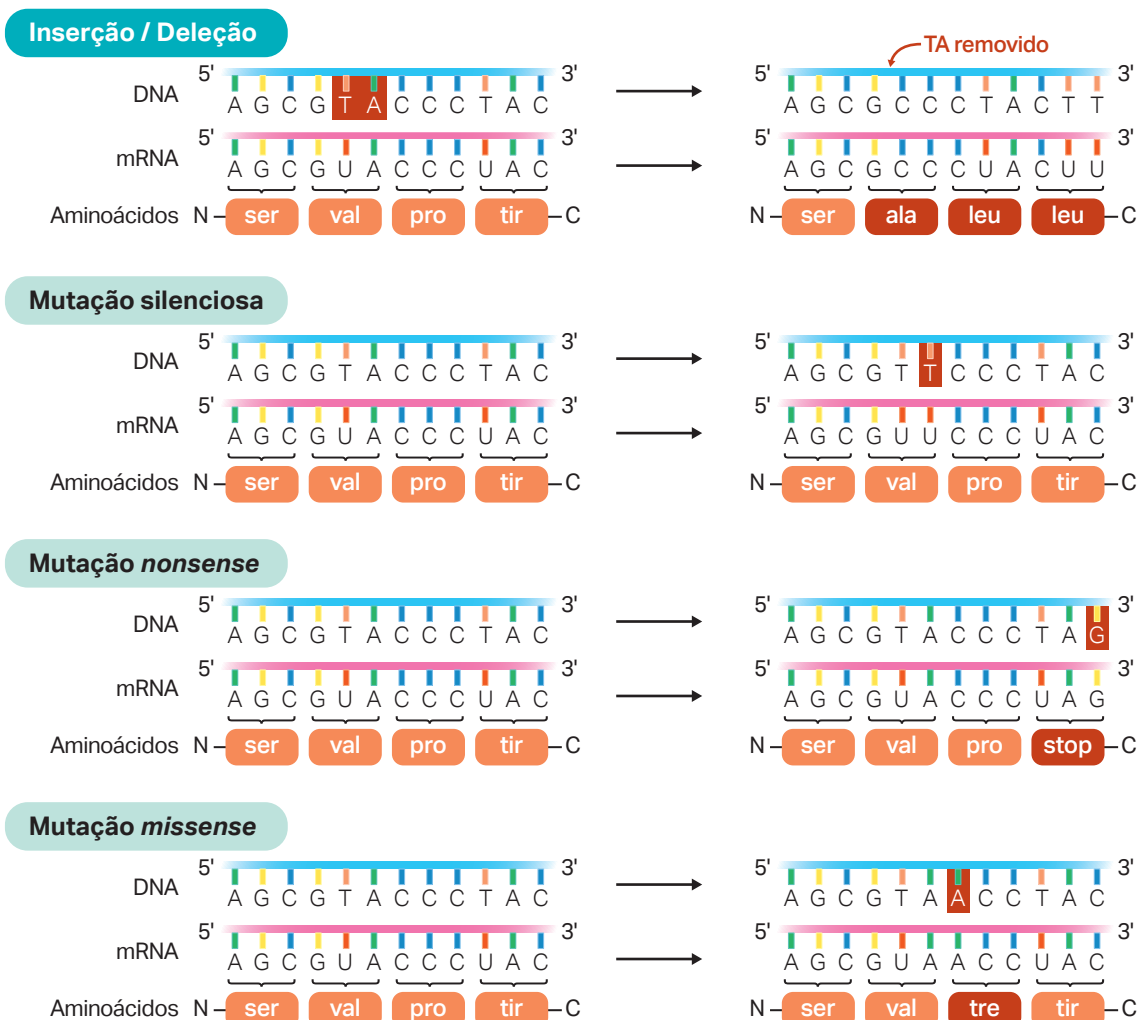 Inserção / Deleção
TA removido
5' 3' 5' 3'
DNA A G C G T A C C C T A C A G C G C C C T A C T T
5' 3' 5' 3'
mRNA A G C G U A C C C U A C A G C G C C C U A C U U
Aminoácidos N ser val pro tir C N ser ala leu leu C
Mutação silenciosa
5' 3' 5' 3'
DNA A G C G T A C C C T A C A G C G T T C C C T A C
5' 3' 5' 3'
mRNA A G C G U A C C C U A C A G C G U U C C C U A C
Aminoácidos N ser val pro tir C N ser val pro tir C
Mutação nonsense
5' 3' 5' 3'
DNA A G C G T A C C C T A C A G C G T A C C C T A G
5' 3' 5' 3'
mRNA A G C G U A C C C U A C A G C G U A C C C U A G
Aminoácidos N ser val pro tir C N ser val pro stop C
Mutação missense
5' 3' 5' 3'
DNA A G C G T A C C C T A C A G C G T A A C C T A C
5' 3' 5' 3'
mRNA A G C G U A C C C U A C A G C G U A A C C U A C
Aminoácidos N ser val pro tir C N ser val tre tir C